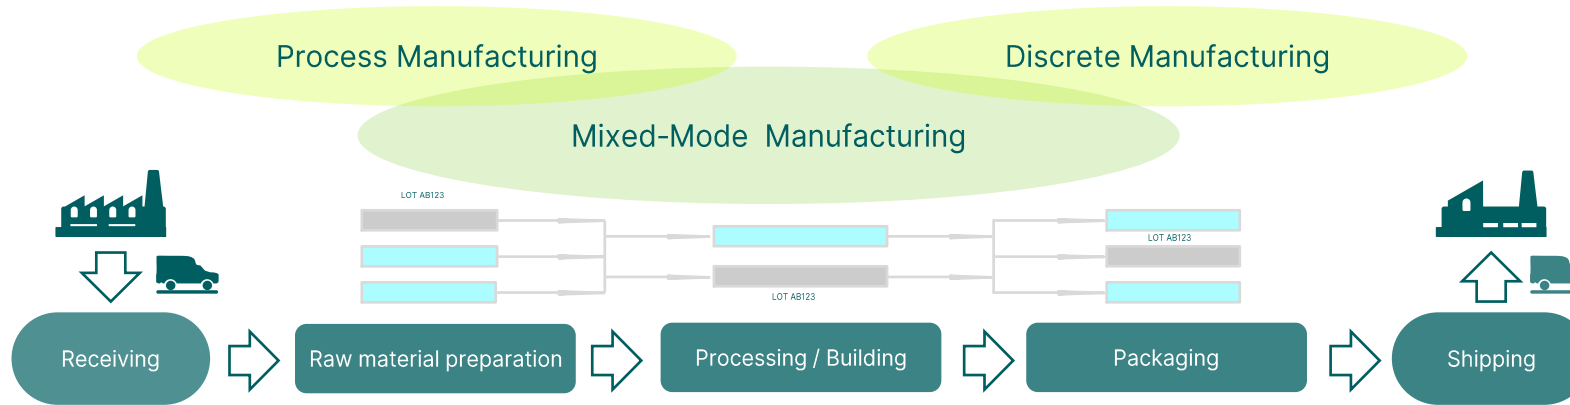 Process Manufacturing
Discrete Manufacturing
Mixed-Mode Manufacturing
LOT AB123
LOT AB123
LOT AB123
Receiving
Raw material preparation
Processing / Building
Packaging
Shipping